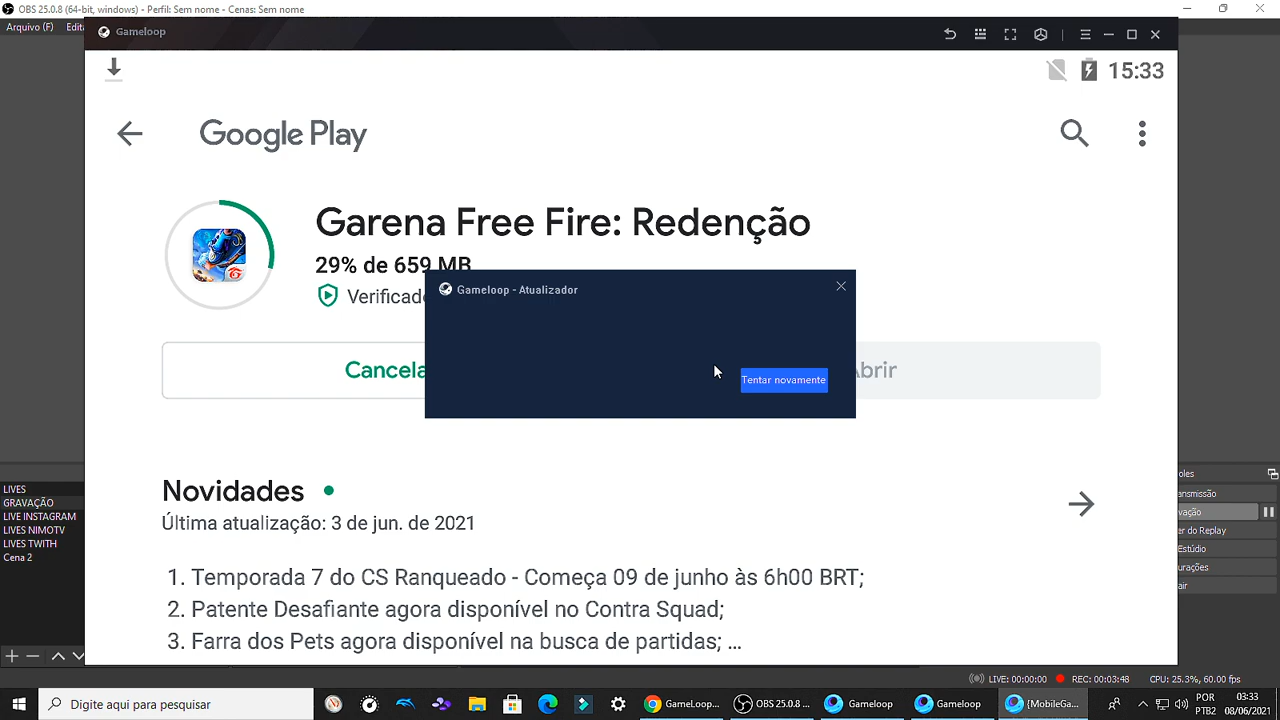 OBS 25.0.8 (64-bit, windows) - Perfil: Sem nome - Cenas: Sem nome
Arquivo (F)
Gameloop
15:33
Google Play
Garena Free Fire: Redenção
29% de 659 MB
Verificado
Cancela
Abrir
Gameloop - Atualizador
Tentar novamente
Novidades
Última atualização: 3 de jun. de 2021
1. Temporada 7 do CS Ranqueado - Começa 09 de junho às 6h00 BRT;
2. Patente Desafiante agora disponível no Contra Squad;
3. Farra dos Pets agora disponível na busca de partidas; ...
LIVES
GRAVAÇÃO
LIVE INSTAGRAM
LIVES NIMOTV
LIVES TWITH
Cena 2
oles
ansmissão
vação
er do Replay
Estúdio
urações
air
LIVE: 00:00:00
REC: 00:03:48
CPU: 25.3%, 60.00 fps
Digite aqui para pesquisar
GameLoop...
OBS 25.0.8 ...
Gameloop
Gameloop
{MobileGa...
POR
PTB2
03:33
08/06/2021